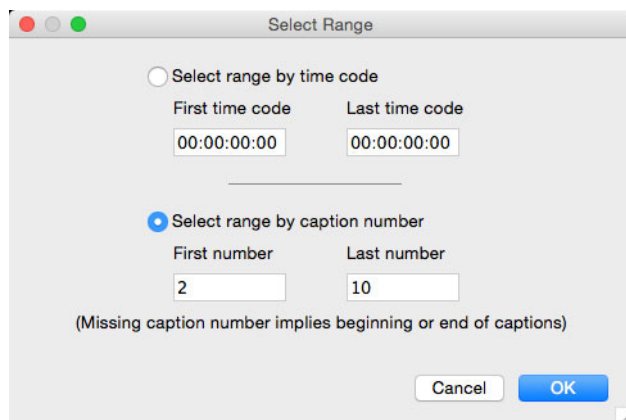 Select Range
Select range by time code
First time code Last time code
00:00:00:00 00:00:00:00
Select range by caption number
First number Last number
2 10
(Missing caption number implies beginning or end of captions)
Cancel OK